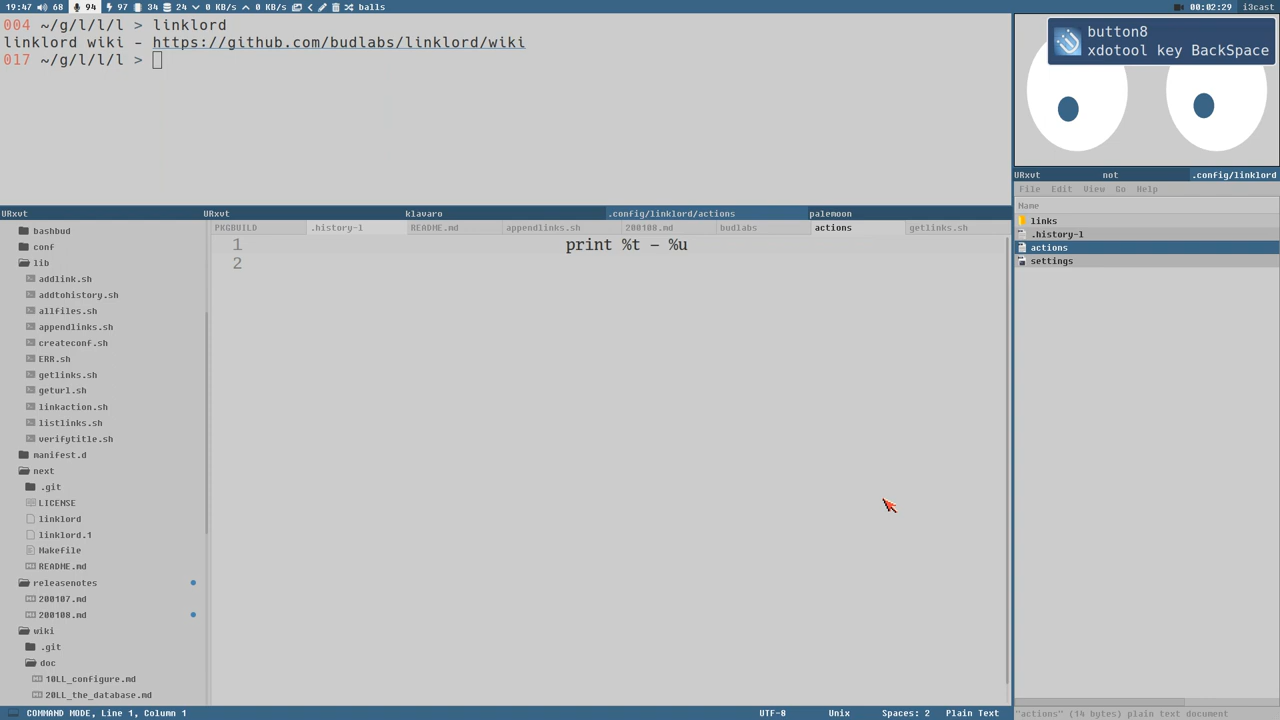 19:47 68 94 97 34 24 0 KB/s 0 KB/s balls 00:02:29 i3cast
004 ~/g/l/l/l > linklord
linklord wiki - https://github.com/budlabs/linklord/wiki
017 ~/g/l/l/l >
button8
xdotool key BackSpace
URxvt not .config/linklord
File Edit View Go Help
Name
links
.history-l
actions
settings
"actions" (14 bytes) plain text document
URxvt URxvt klavaro .config/linklord/actions palemoon
PKGBUILD .history-l README.md appendlinks.sh 200108.md budlabs actions getlinks.sh
bashbud
conf
lib
addlink.sh
addtohistory.sh
allfiles.sh
appendlinks.sh
createconf.sh
ERR.sh
getlinks.sh
geturl.sh
linkaction.sh
listlinks.sh
verifytitle.sh
manifest.d
next
.git
LICENSE
linklord
linklord.1
Makefile
README.md
releasenotes
200107.md
200108.md
wiki
.git
doc
10LL_configure.md
20LL_the_database.md
1 print %t - %u
2
COMMAND MODE, Line 1, Column 1 UTF-8 Unix Spaces: 2 Plain Text